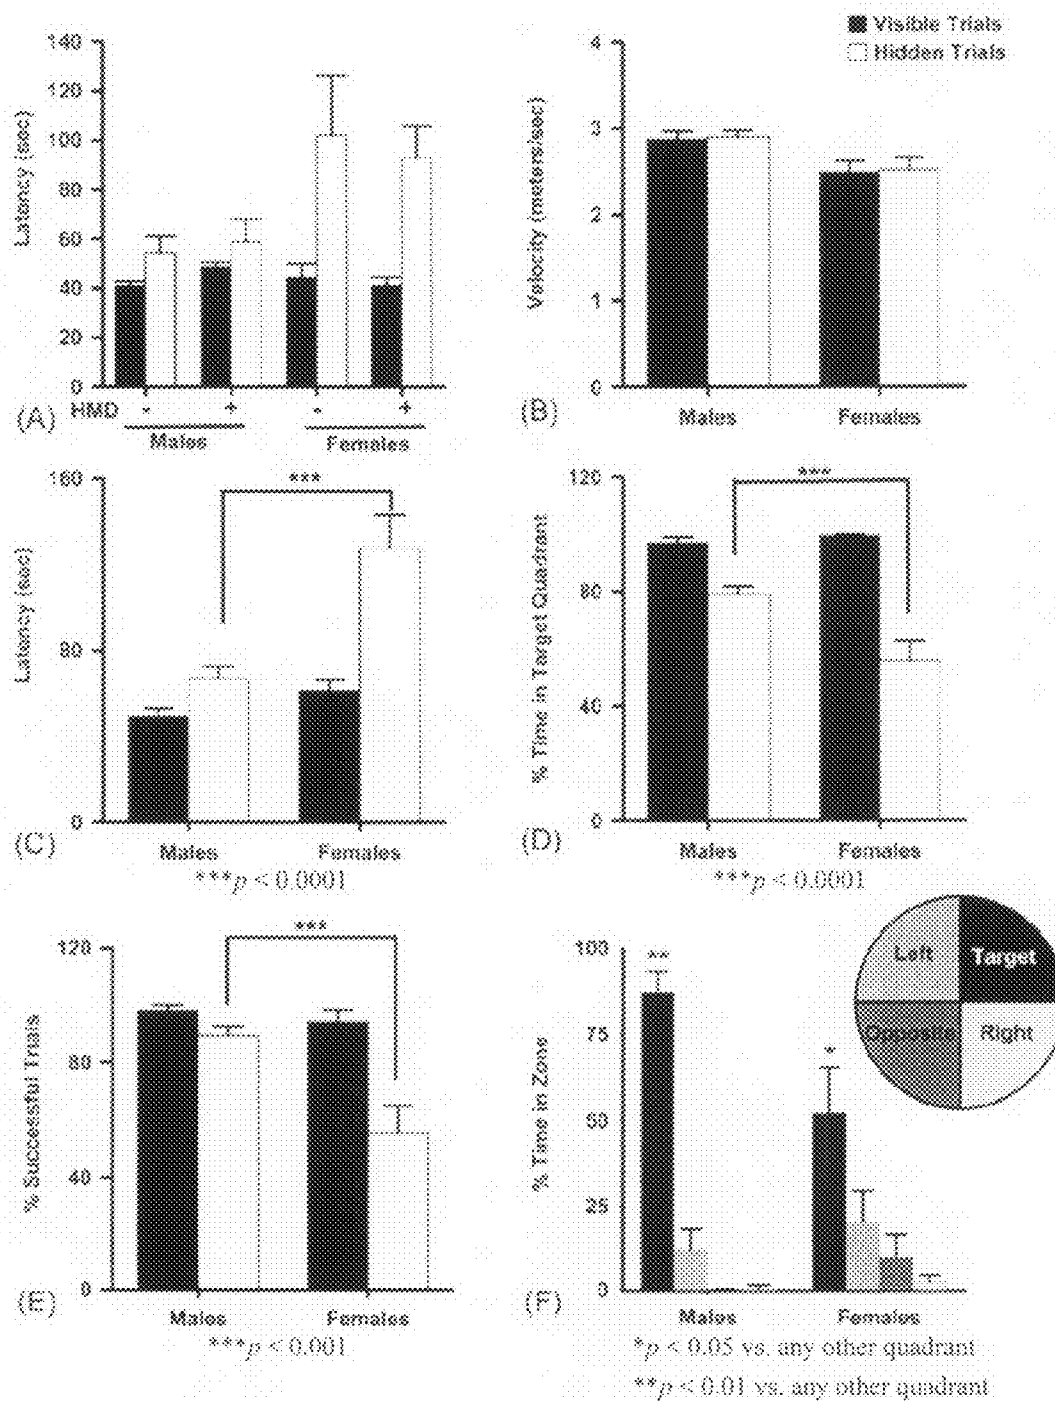 Visible Trials
Hidden Trials
140
120
100
80
60
40
20
0
Latency (sec)
HMD - + - +
Males Females
(A)
4
3
2
1
0
Velocity (meters/sec)
Males Females
(B)
160
80
0
Latency (sec)
***
Males Females
(C)
***p < 0.0001
120
80
40
0
% Time in Target Quadrant
***
Males Females
(D)
***p < 0.0001
120
80
40
0
% Successful Trials
***
Males Females
(E)
***p < 0.001
100
75
50
25
0
% Time in Zone
**
*
Left Target
Opposite Right
Males Females
(F)
*p < 0.05 vs. any other quadrant
**p < 0.01 vs. any other quadrant